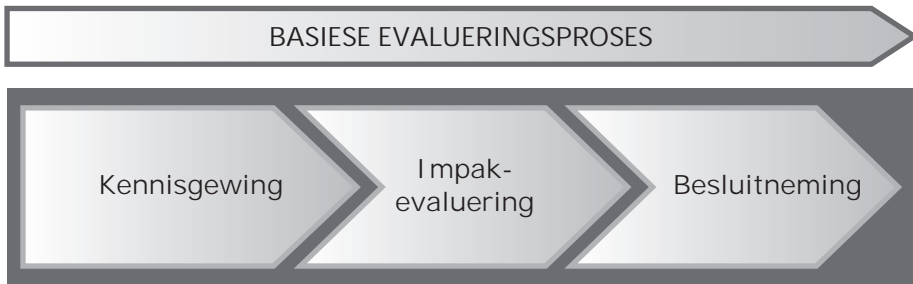 BASIESE EVALUERINGSPROSES
Kennisgewing
Impak-
evaluering
Besluitneming